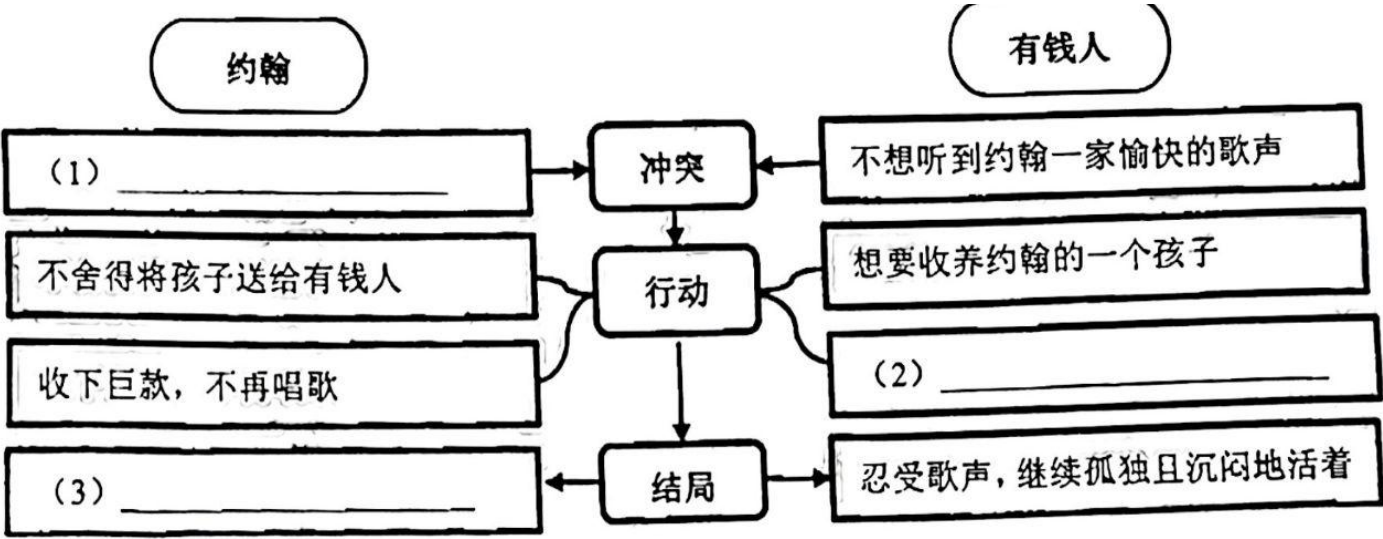 约翰
有钱人
(1)
冲突
不想听到约翰一家愉快的歌声
不舍得将孩子送给有钱人
行动
想要收养约翰的一个孩子
收下巨款，不再唱歌
(2)
(3)
结局
忍受歌声，继续孤独且沉闷地活着